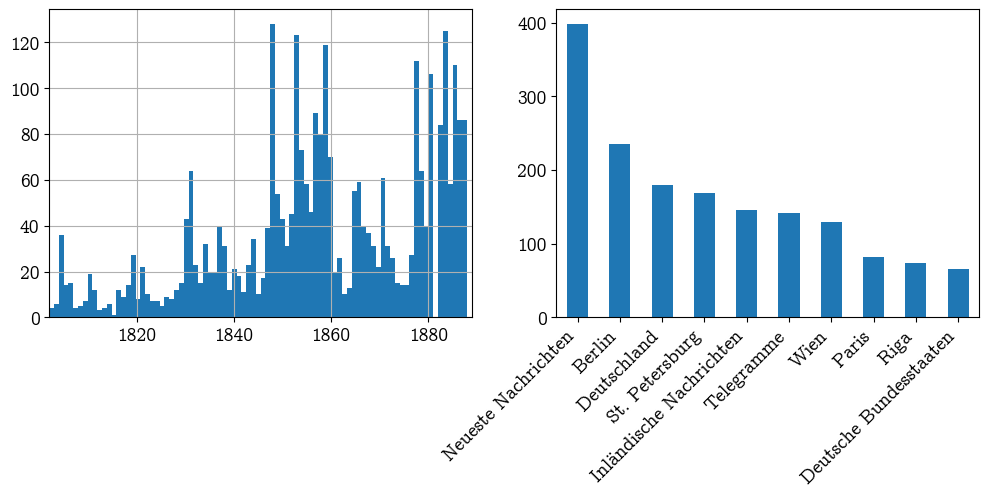 120
100
80
60
40
20
0
1820 1840 1860 1880
400
300
200
100
0
Neueste Nachrichten
Berlin
Deutschland
St. Petersburg
Inländische Nachrichten
Telegramme
Wien
Paris
Riga
Deutsche Bundesstaaten